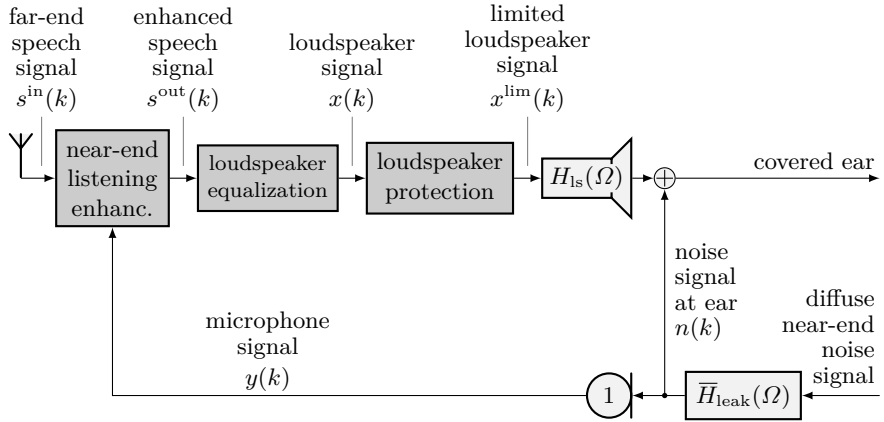 far-end
speech
signal
s^in(k)
enhanced
speech
signal
s^out(k)
loudspeaker
signal
x(k)
limited
loudspeaker
signal
x^lim(k)
near-end
listening
enhanc.
loudspeaker
equalization
loudspeaker
protection
H_ls(Ω)
covered ear
noise
signal
at ear
n(k)
diffuse
near-end
noise
signal
microphone
signal
y(k)
1
H̅_leak(Ω)